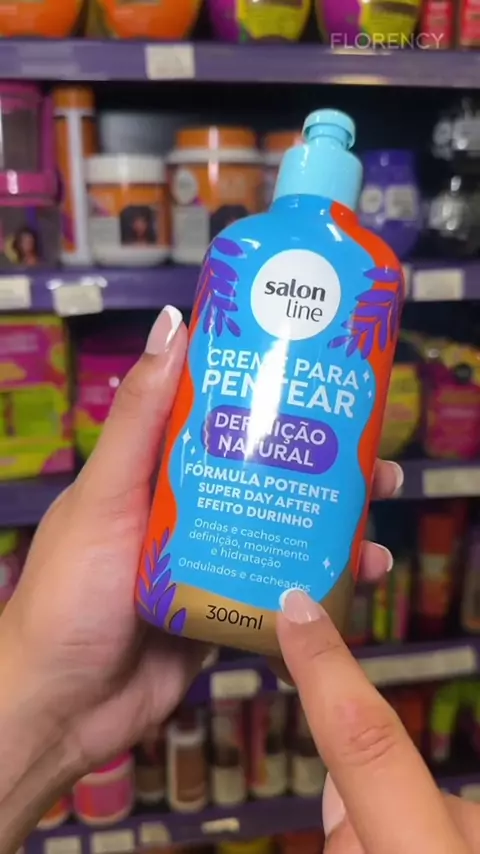 FLORENCY
salon
line
CREME PARA
PENTEAR
DEFINIÇÃO
NATURAL
FÓRMULA POTENTE
SUPER DAY AFTER
EFEITO DURINHO
Ondas e cachos com
definição, movimento
e hidratação
Ondulados e cacheados
300ml